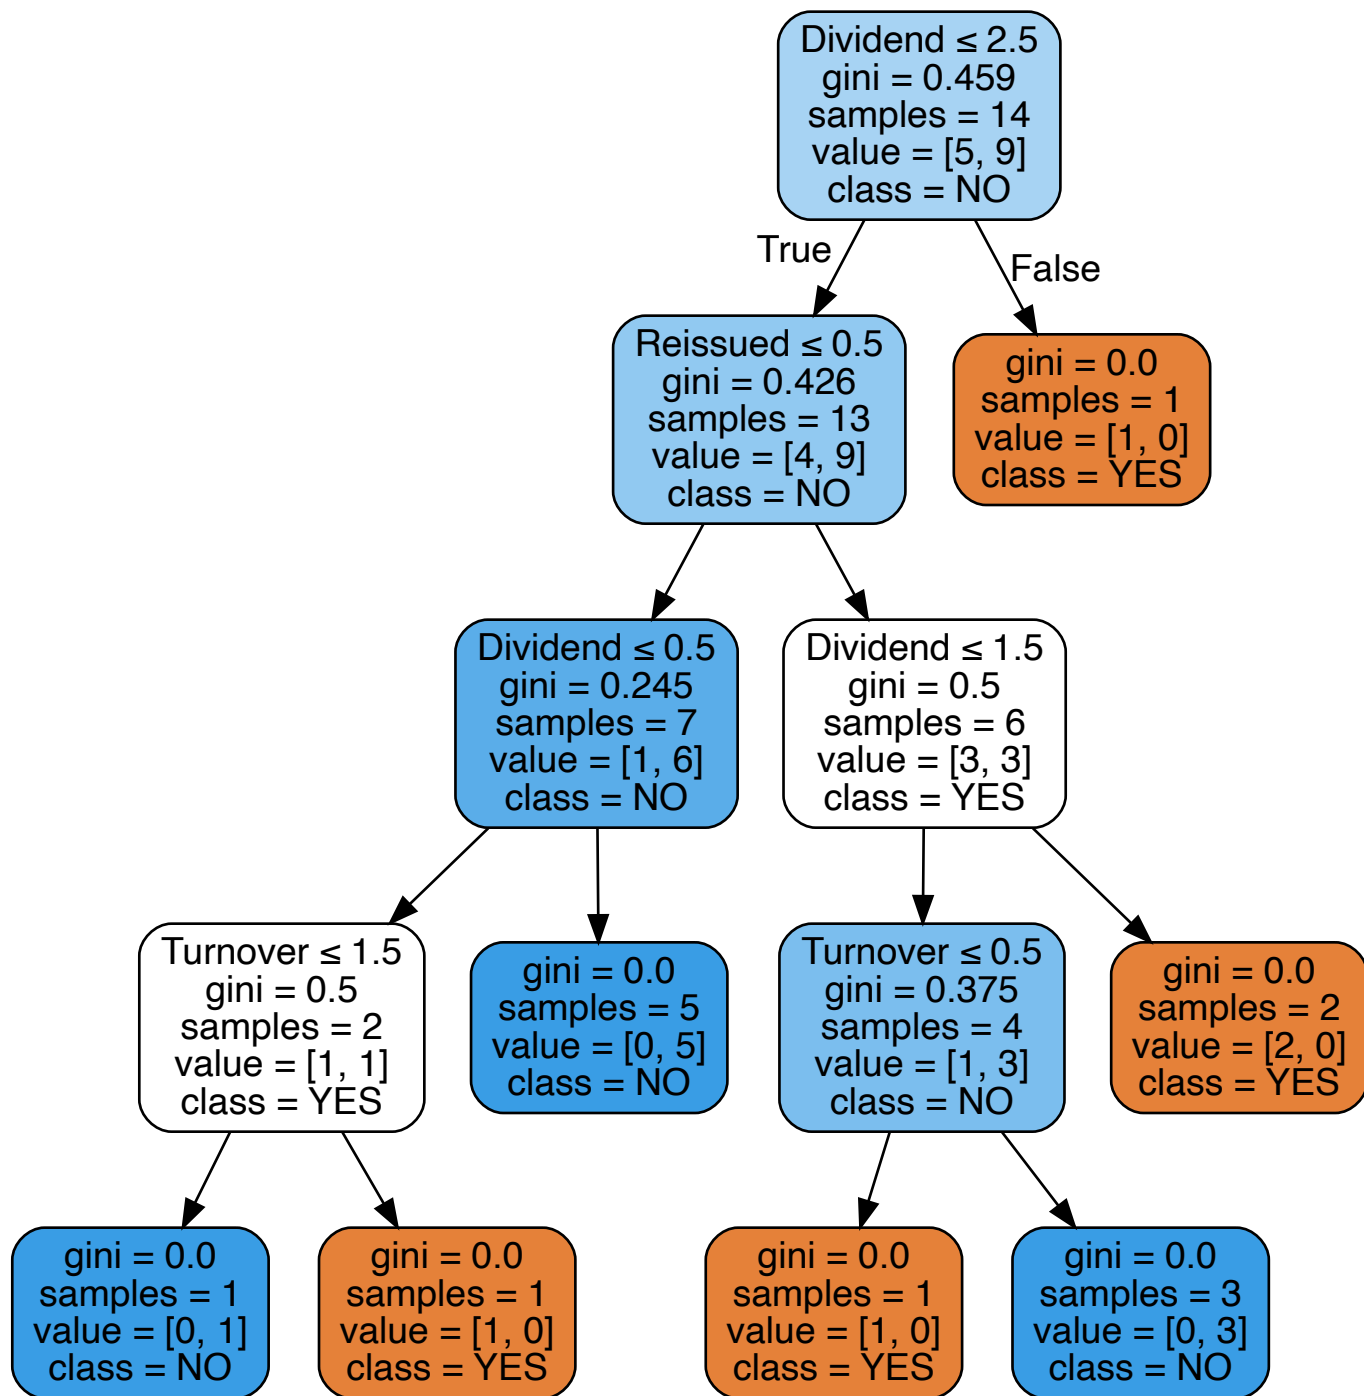 Dividend ≤ 2.5
gini = 0.459
samples = 14
value = [5, 9]
class = NO
True
False
Reissued ≤ 0.5
gini = 0.426
samples = 13
value = [4, 9]
class = NO
gini = 0.0
samples = 1
value = [1, 0]
class = YES
Dividend ≤ 0.5
gini = 0.245
samples = 7
value = [1, 6]
class = NO
Dividend ≤ 1.5
gini = 0.5
samples = 6
value = [3, 3]
class = YES
Turnover ≤ 1.5
gini = 0.5
samples = 2
value = [1, 1]
class = YES
gini = 0.0
samples = 5
value = [0, 5]
class = NO
Turnover ≤ 0.5
gini = 0.375
samples = 4
value = [1, 3]
class = NO
gini = 0.0
samples = 2
value = [2, 0]
class = YES
gini = 0.0
samples = 1
value = [0, 1]
class = NO
gini = 0.0
samples = 1
value = [1, 0]
class = YES
gini = 0.0
samples = 1
value = [1, 0]
class = YES
gini = 0.0
samples = 3
value = [0, 3]
class = NO